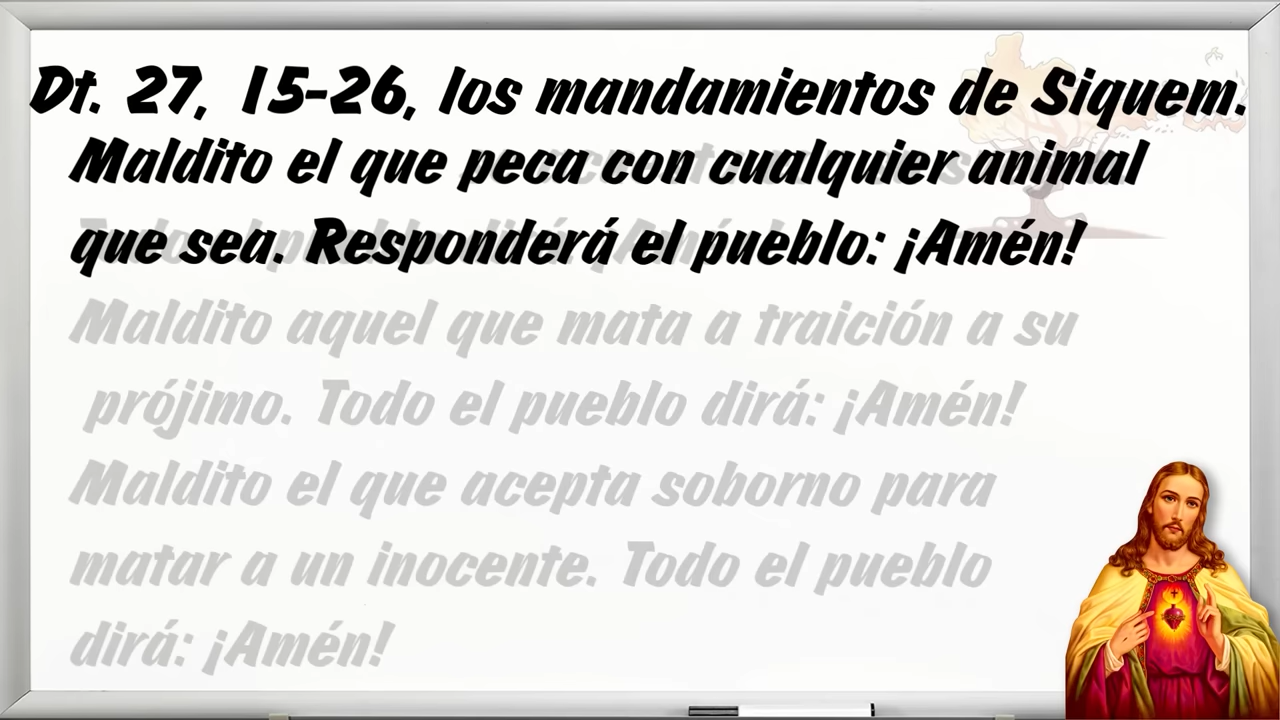 Dt. 27, 15-26, los mandamientos de Siquem.
Maldito el que peca con cualquier animal
que sea. Responderá el pueblo: ¡Amén!
Maldito aquel que mata a traición a su
prójimo. Todo el pueblo dirá: ¡Amén!
Maldito el que acepta soborno para
matar a un inocente. Todo el pueblo
dirá: ¡Amén!